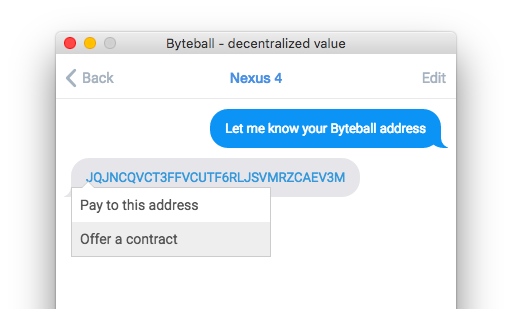 Byteball - decentralized value
Back
Nexus 4
Edit
Let me know your Byteball address
JQJNCQVCT3FFVCUTF6RLJSVMRZCAEV3M
Pay to this address
Offer a contract